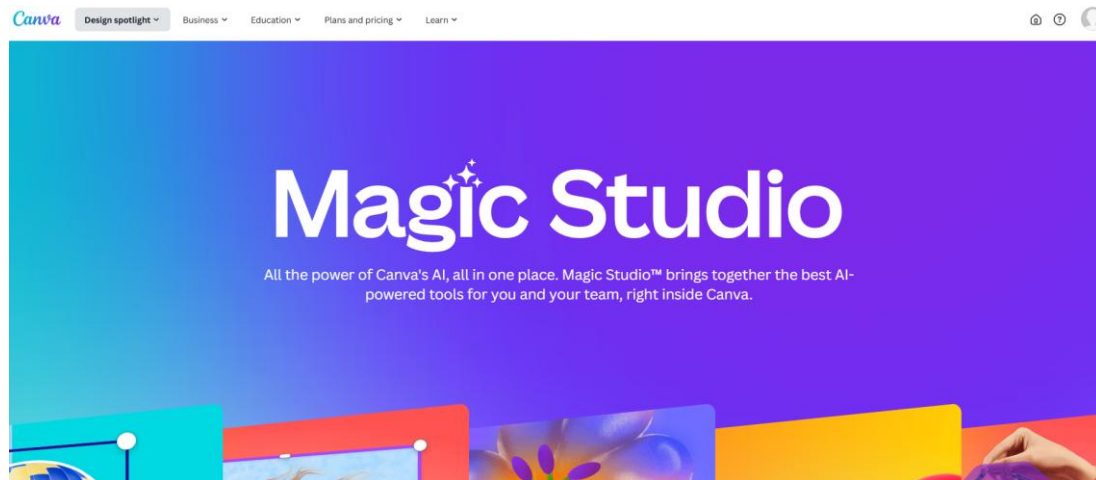 Canva Design spotlight Business Education Plans and pricing Learn
Magic Studio
All the power of Canva's AI, all in one place. Magic Studio™ brings together the best AI-
powered tools for you and your team, right inside Canva.